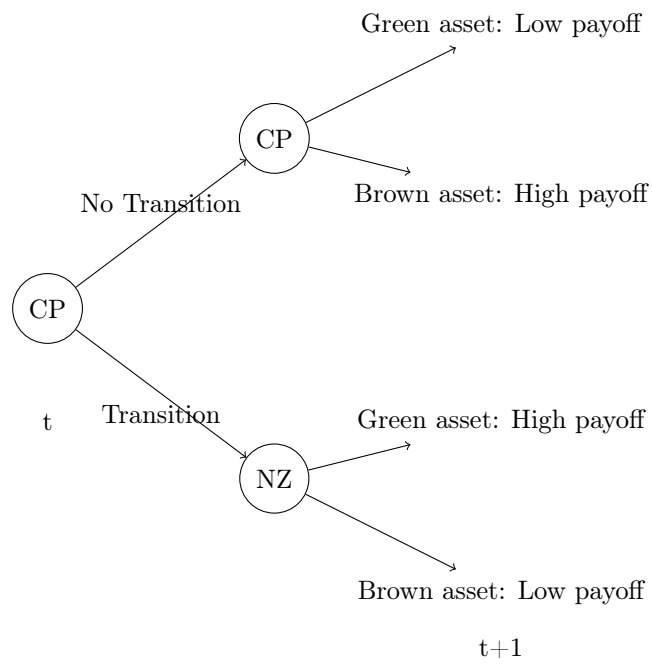 Green asset: Low payoff
CP
No Transition
Brown asset: High payoff
CP
Transition
t
Green asset: High payoff
NZ
Brown asset: Low payoff
t+1